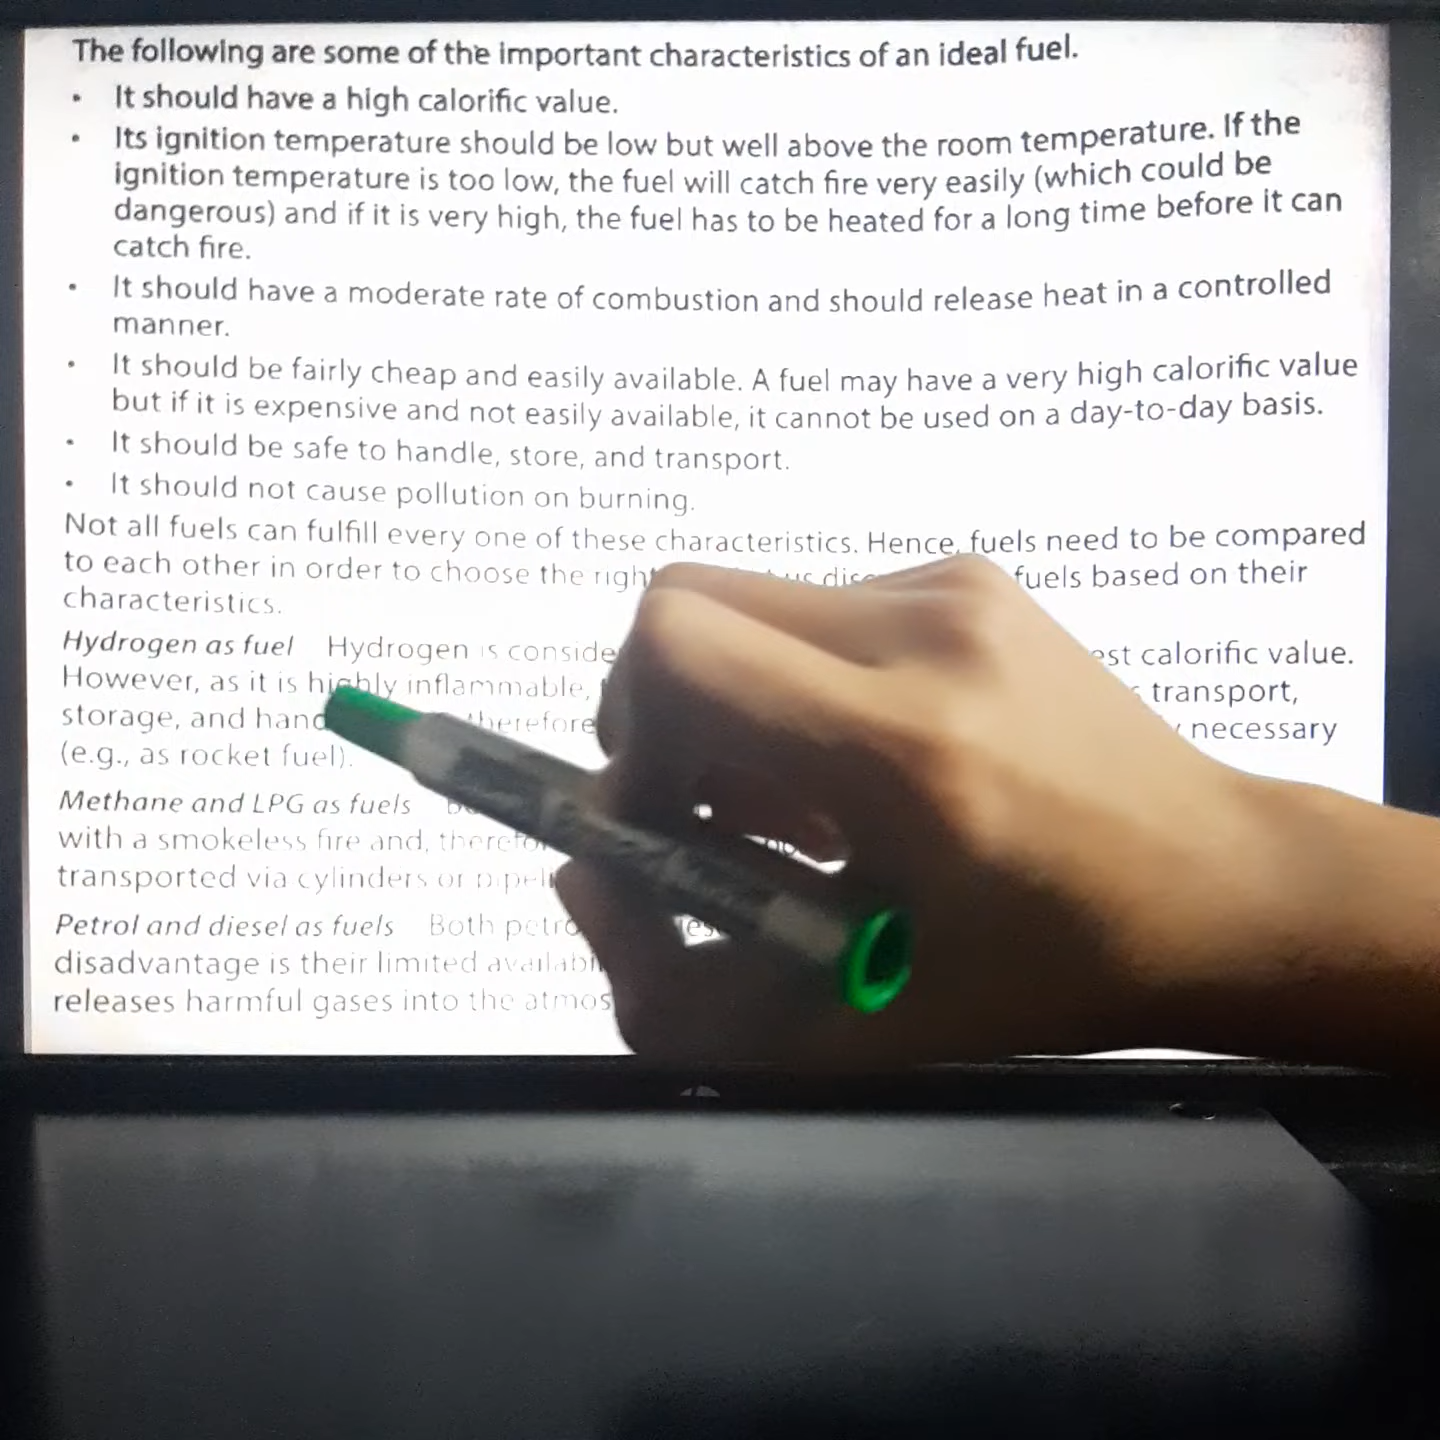 The following are some of the important characteristics of an ideal fuel.
• It should have a high calorific value.
• Its ignition temperature should be low but well above the room temperature. If the
ignition temperature is too low, the fuel will catch fire very easily (which could be
dangerous) and if it is very high, the fuel has to be heated for a long time before it can
catch fire.
• It should have a moderate rate of combustion and should release heat in a controlled
manner.
• It should be fairly cheap and easily available. A fuel may have a very high calorific value
but if it is expensive and not easily available, it cannot be used on a day-to-day basis.
• It should be safe to handle, store, and transport.
• It should not cause pollution on burning.
Not all fuels can fulfill every one of these characteristics. Hence, fuels need to be compared
to each other in order to choose the fuels based on their
characteristics.
Hydrogen as fuel Hydrogen is calorific value.
However, as it is highly inflammable, transport,
storage, and therefore necessary
(e.g., as rocket fuel).
Methane and LPG as fuels
with a smokeless fire and,
transported via cylinders or
Petrol and diesel as fuels Both
disadvantage is their limited
releases harmful gases into the